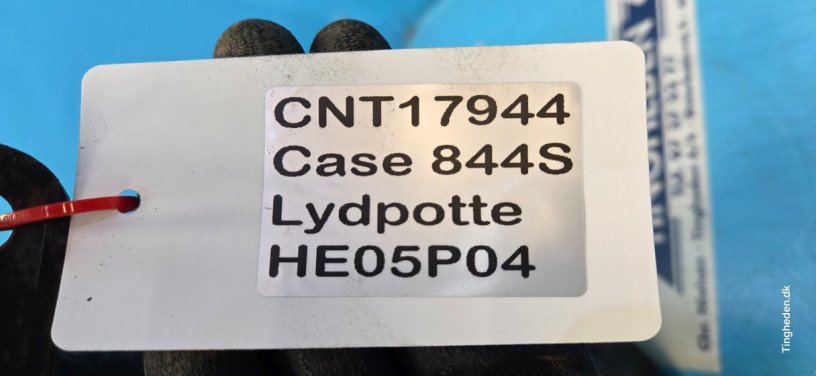 CNT17944
Case 844S
Lydpotte
HE05P04
Tingheden.dk